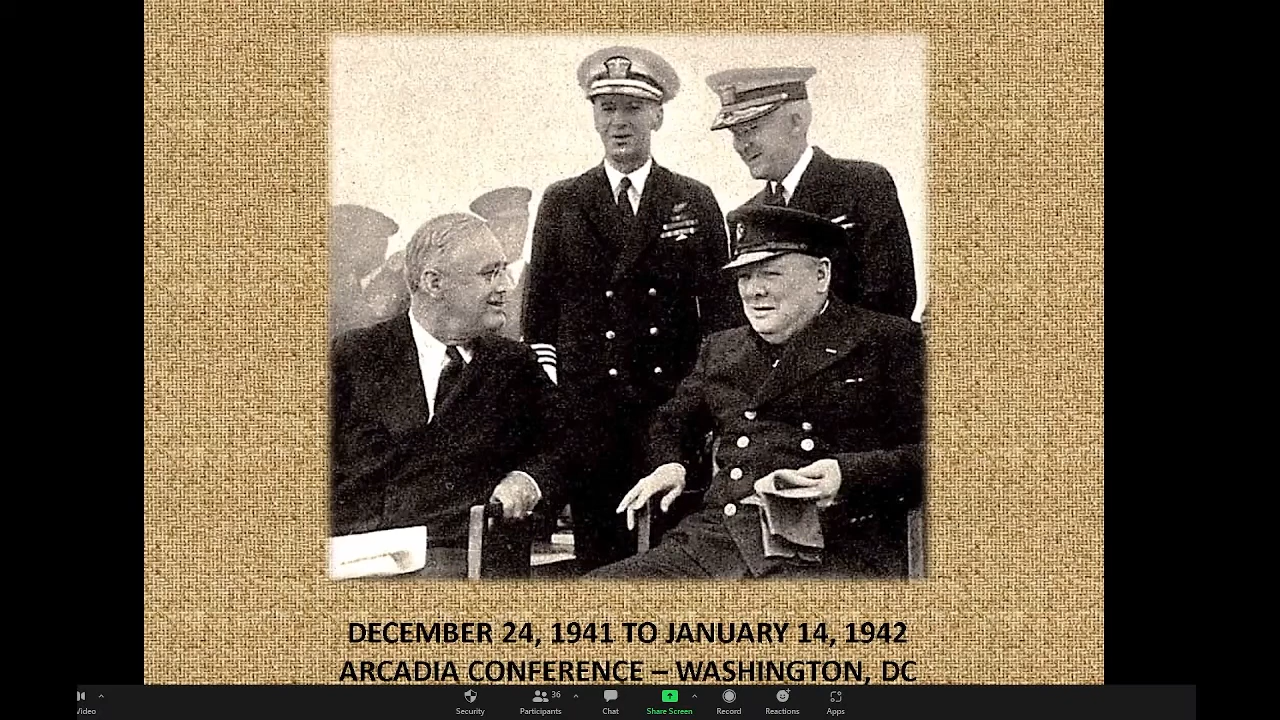 DECEMBER 24, 1941 TO JANUARY 14, 1942
ARCADIA CONFERENCE – WASHINGTON, DC
Video
Security
Participants
36
Chat
Share Screen
Record
Reactions
Apps